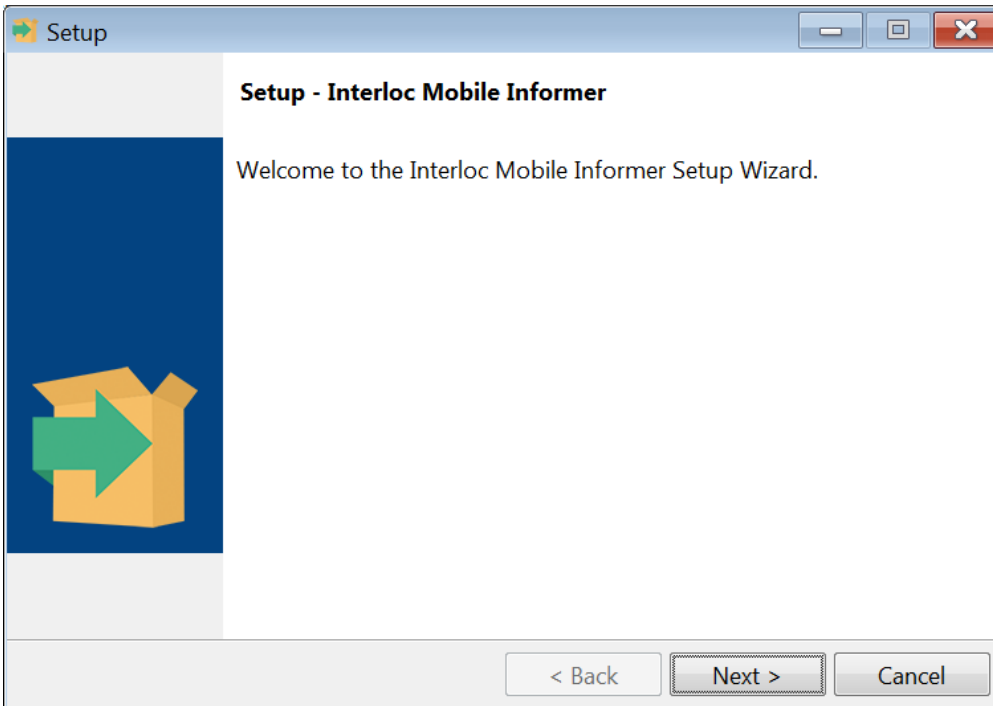 Setup
Setup - Interloc Mobile Informer
Welcome to the Interloc Mobile Informer Setup Wizard.
< Back
Next >
Cancel